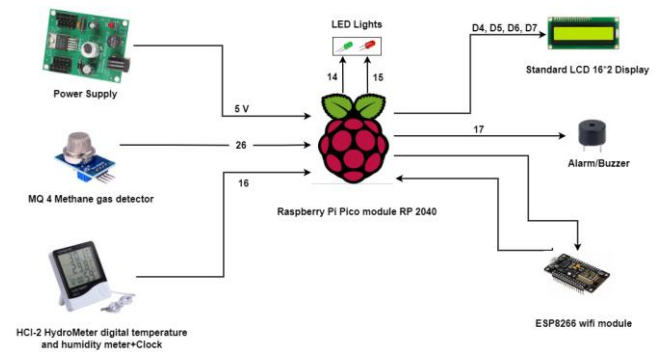 LED Lights
D4, D5, D6, D7
Standard LCD 16*2 Display
Power Supply
14
15
5 V
17
Alarm/Buzzer
26
MQ 4 Methane gas detector
16
Raspberry Pi Pico module RP 2040
ESP8266 wifi module
HCI-2 HydroMeter digital temperature
and humidity meter+Clock